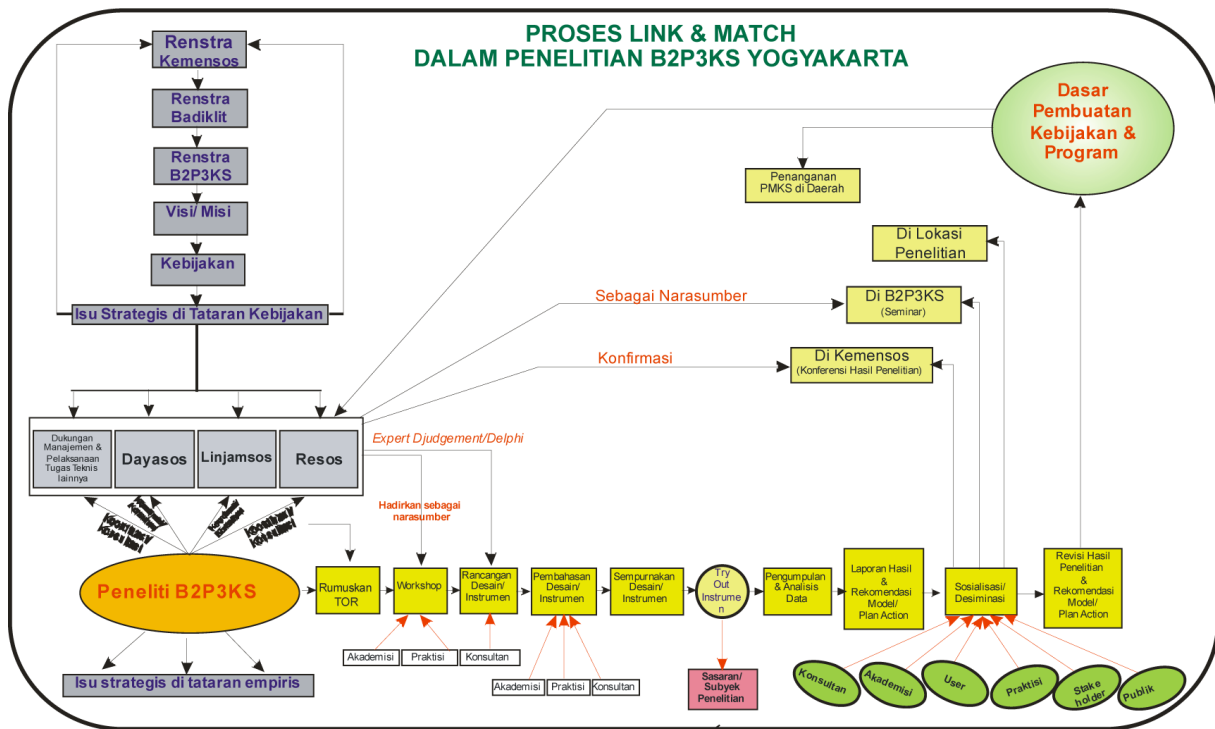 PROSES LINK & MATCH
DALAM PENELITIAN B2P3KS YOGYAKARTA
Renstra
Kemensos
Renstra
Badiklit
Renstra
B2P3KS
Visi/ Misi
Kebijakan
Isu Strategis di Tataran Kebijakan
Dasar
Pembuatan
Kebijakan &
Program
Penanganan
PMKS di Daerah
Di Lokasi
Penelitian
Sebagai Narasumber
Di B2P3KS
(Seminar)
Konfirmasi
Di Kemensos
(Konferensi Hasil Penelitian)
Dukungan
Manajemen &
Pelaksanaan
Tugas Teknis
lainnya
Dayasos
Linjamsos
Resos
Expert Djudgement/Delphi
Hadirkan sebagai
narasumber
Peneliti B2P3KS
Rumuskan
TOR
Workshop
Rancangan
Desain/
Instrumen
Pembahasan
Desain/
Instrumen
Sempurnakan
Desain/
Instrumen
Try
Out
Instrume
n
Pengumpulan
& Analisis
Data
Laporan Hasil
&
Rekomendasi
Model/
Plan Action
Sosialisasi/
Desiminasi
Revisi Hasil
Penelitian
&
Rekomendasi
Model/
Plan Action
Akademisi
Praktisi
Konsultan
Akademisi
Praktisi
Konsultan
Sasaran/
Subyek
Penelitian
Konsultan
Akademisi
User
Praktisi
Stake
holder
Publik
Isu strategis di tataran empiris